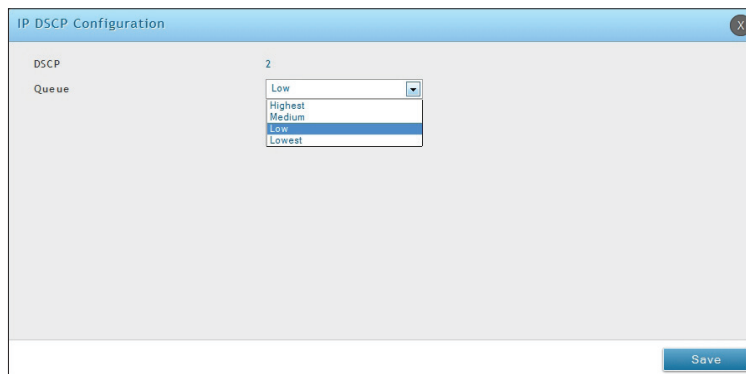 IP DSCP Configuration
X
DSCP 2
Queue Low
Highest
Medium
Low
Lowest
Save